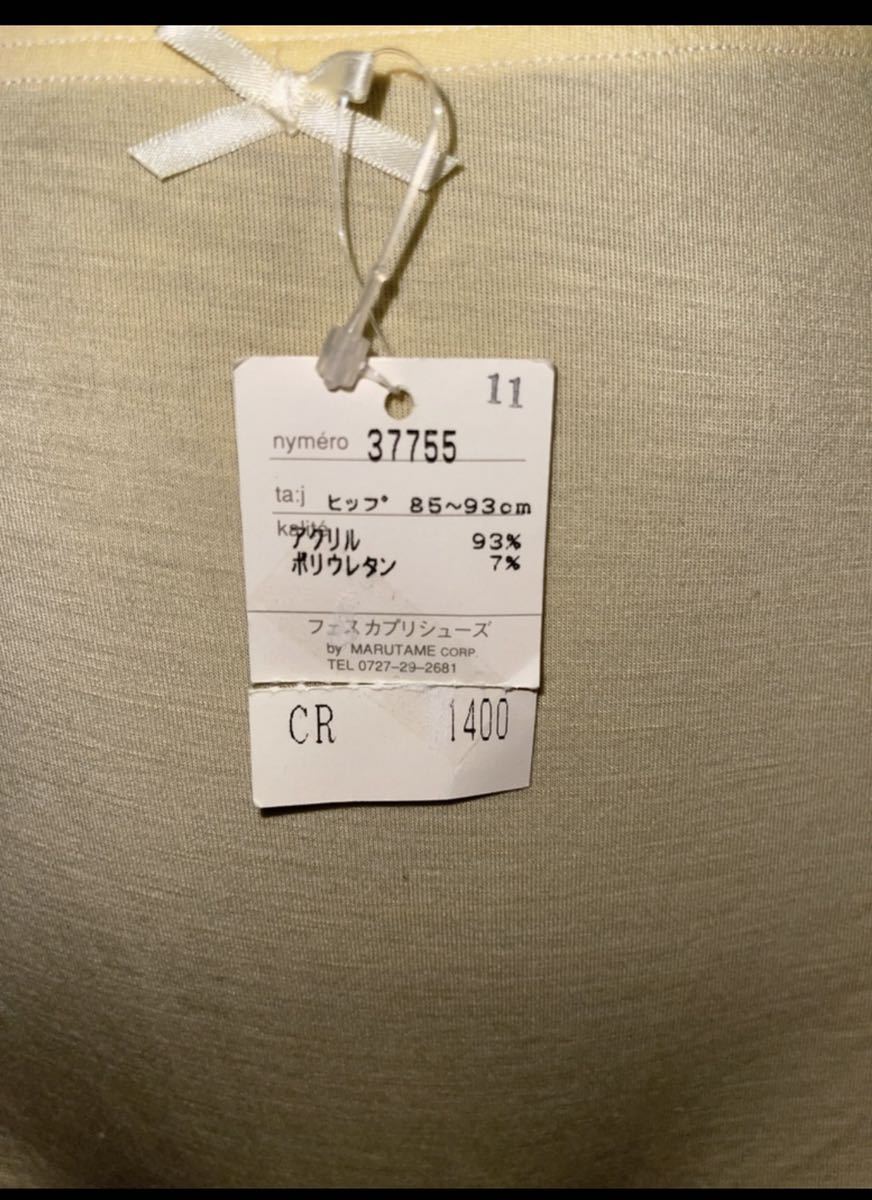 11
nyméro 37755
ta:j ヒップ 85~93cm
kalité
アクリル 93%
ポリウレタン 7%
フェスカプリシューズ
by MARUTAME CORP.
TEL 0727-29-2681
CR 1400